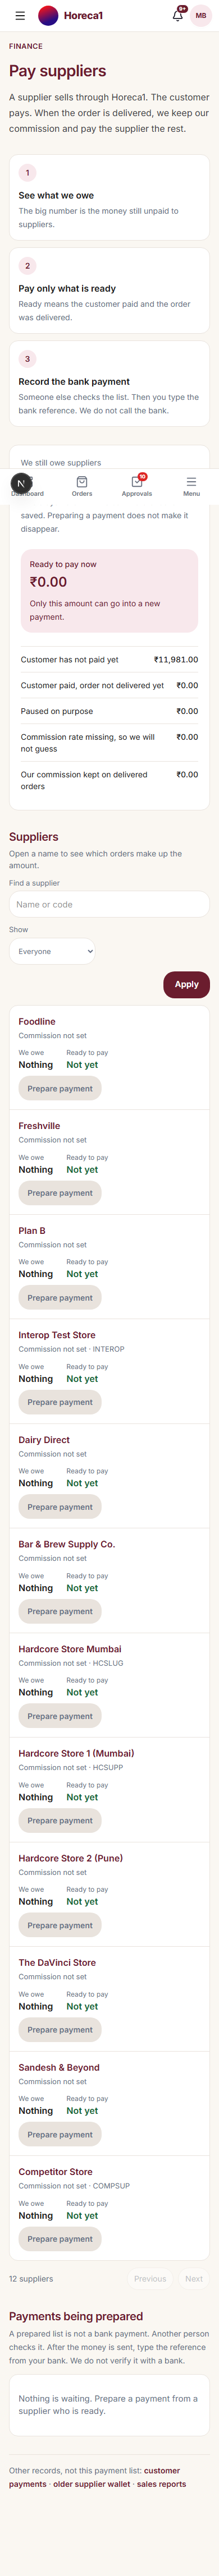 Horeca1
9+
MB
FINANCE
Pay suppliers
A supplier sells through Horeca1. The customer
pays. When the order is delivered, we keep our
commission and pay the supplier the rest.
1
See what we owe
The big number is the money still unpaid to
suppliers.
2
Pay only what is ready
Ready means the customer paid and the order
was delivered.
3
Record the bank payment
Someone else checks the list. Then you type the
bank reference. We do not call the bank.
We still owe suppliers
N
Dashboard
Orders
10
Approvals
Menu
saved. Preparing a payment does not make it
disappear.
Ready to pay now
₹0.00
Only this amount can go into a new
payment.
Customer has not paid yet ₹11,981.00
Customer paid, order not delivered yet ₹0.00
Paused on purpose ₹0.00
Commission rate missing, so we will ₹0.00
not guess
Our commission kept on delivered ₹0.00
orders
Suppliers
Open a name to see which orders make up the
amount.
Find a supplier
Name or code
Show
Everyone
Apply
Foodline
Commission not set
We owe Ready to pay
Nothing Not yet
Prepare payment
Freshville
Commission not set
We owe Ready to pay
Nothing Not yet
Prepare payment
Plan B
Commission not set
We owe Ready to pay
Nothing Not yet
Prepare payment
Interop Test Store
Commission not set · INTEROP
We owe Ready to pay
Nothing Not yet
Prepare payment
Dairy Direct
Commission not set
We owe Ready to pay
Nothing Not yet
Prepare payment
Bar & Brew Supply Co.
Commission not set
We owe Ready to pay
Nothing Not yet
Prepare payment
Hardcore Store Mumbai
Commission not set · HCSLUG
We owe Ready to pay
Nothing Not yet
Prepare payment
Hardcore Store 1 (Mumbai)
Commission not set · HCSUPP
We owe Ready to pay
Nothing Not yet
Prepare payment
Hardcore Store 2 (Pune)
Commission not set
We owe Ready to pay
Nothing Not yet
Prepare payment
The DaVinci Store
Commission not set
We owe Ready to pay
Nothing Not yet
Prepare payment
Sandesh & Beyond
Commission not set
We owe Ready to pay
Nothing Not yet
Prepare payment
Competitor Store
Commission not set · COMPSUP
We owe Ready to pay
Nothing Not yet
Prepare payment
12 suppliers
Previous
Next
Payments being prepared
A prepared list is not a bank payment. Another person
checks it. After the money is sent, type the reference
from your bank. We do not verify it with a bank.
Nothing is waiting. Prepare a payment from a
supplier who is ready.
Other records, not this payment list: customer
payments · older supplier wallet · sales reports